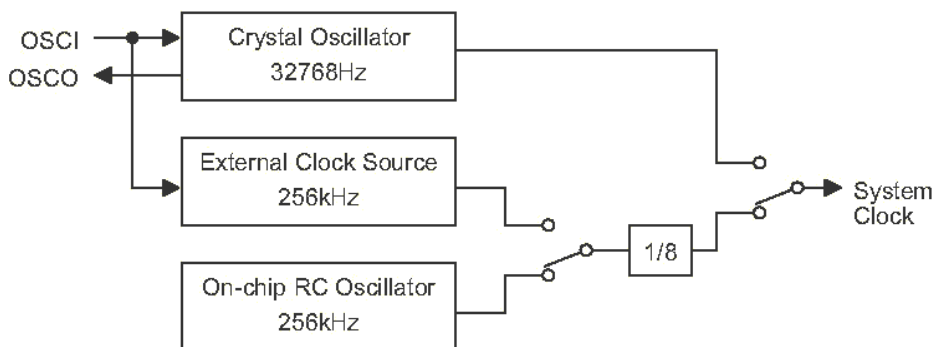 OSCI
OSCO
Crystal Oscillator
32768Hz
External Clock Source
256kHz
On-chip RC Oscillator
256kHz
1/8
System
Clock